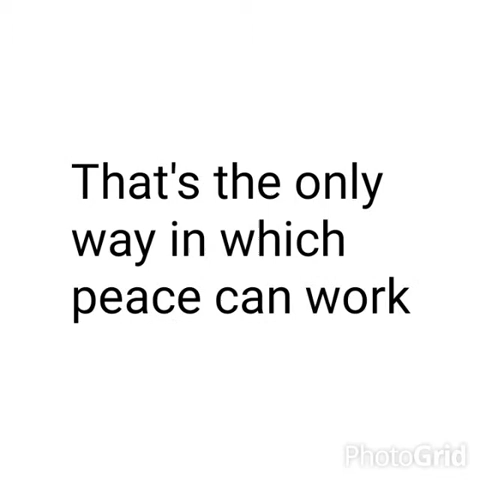 That's the only
way in which
peace can work
PhotoGrid